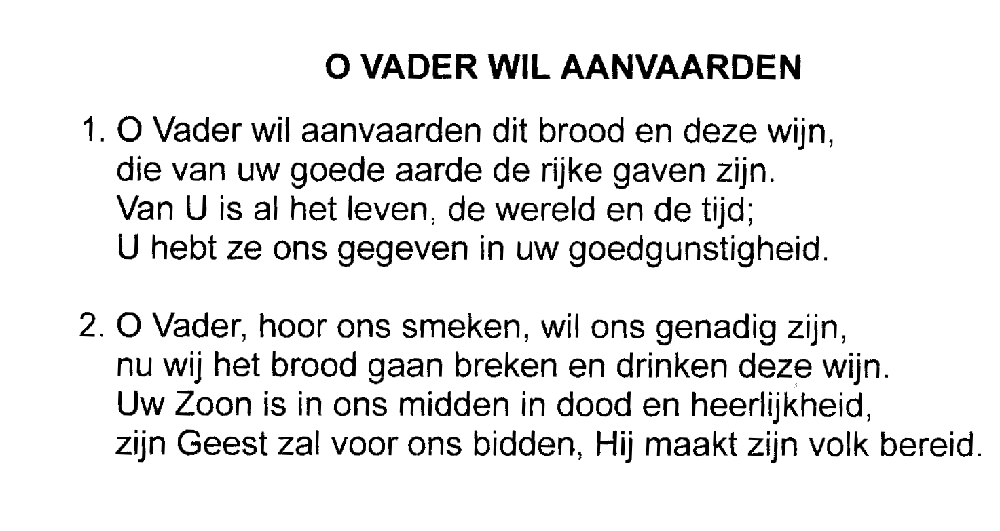 O VADER WIL AANVAARDEN
1. O Vader wil aanvaarden dit brood en deze wijn,
die van uw goede aarde de rijke gaven zijn.
Van U is al het leven, de wereld en de tijd;
U hebt ze ons gegeven in uw goedgunstigheid.
2. O Vader, hoor ons smeken, wil ons genadig zijn,
nu wij het brood gaan breken en drinken deze wijn.
Uw Zoon is in ons midden in dood en heerlijkheid,
zijn Geest zal voor ons bidden, Hij maakt zijn volk bereid.